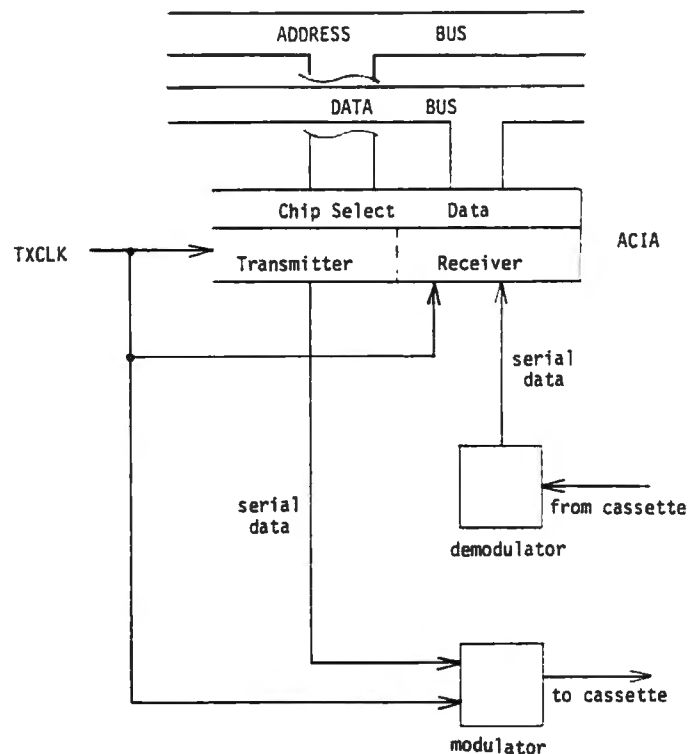 ADDRESS BUS
DATA BUS
Chip Select Data
ACIA
TXCLK
Transmitter Receiver
serial
data
from cassette
demodulator
serial
data
to cassette
modulator